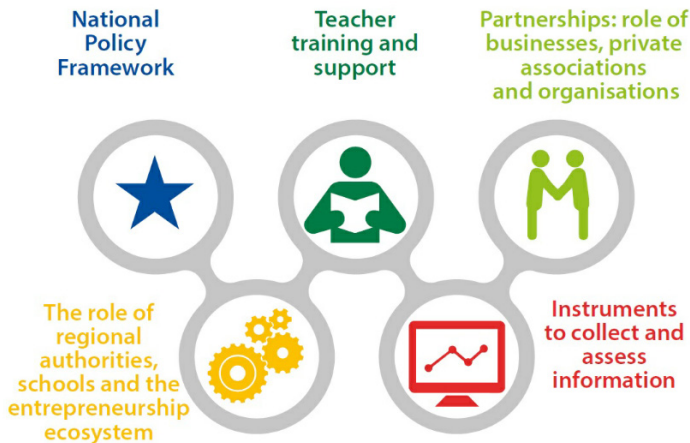 National
Policy
Framework
Teacher
training and
support
Partnerships: role of
businesses, private
associations
and organisations
The role of
regional
authorities,
schools and the
entrepreneurship
ecosystem
Instruments
to collect and
assess
information